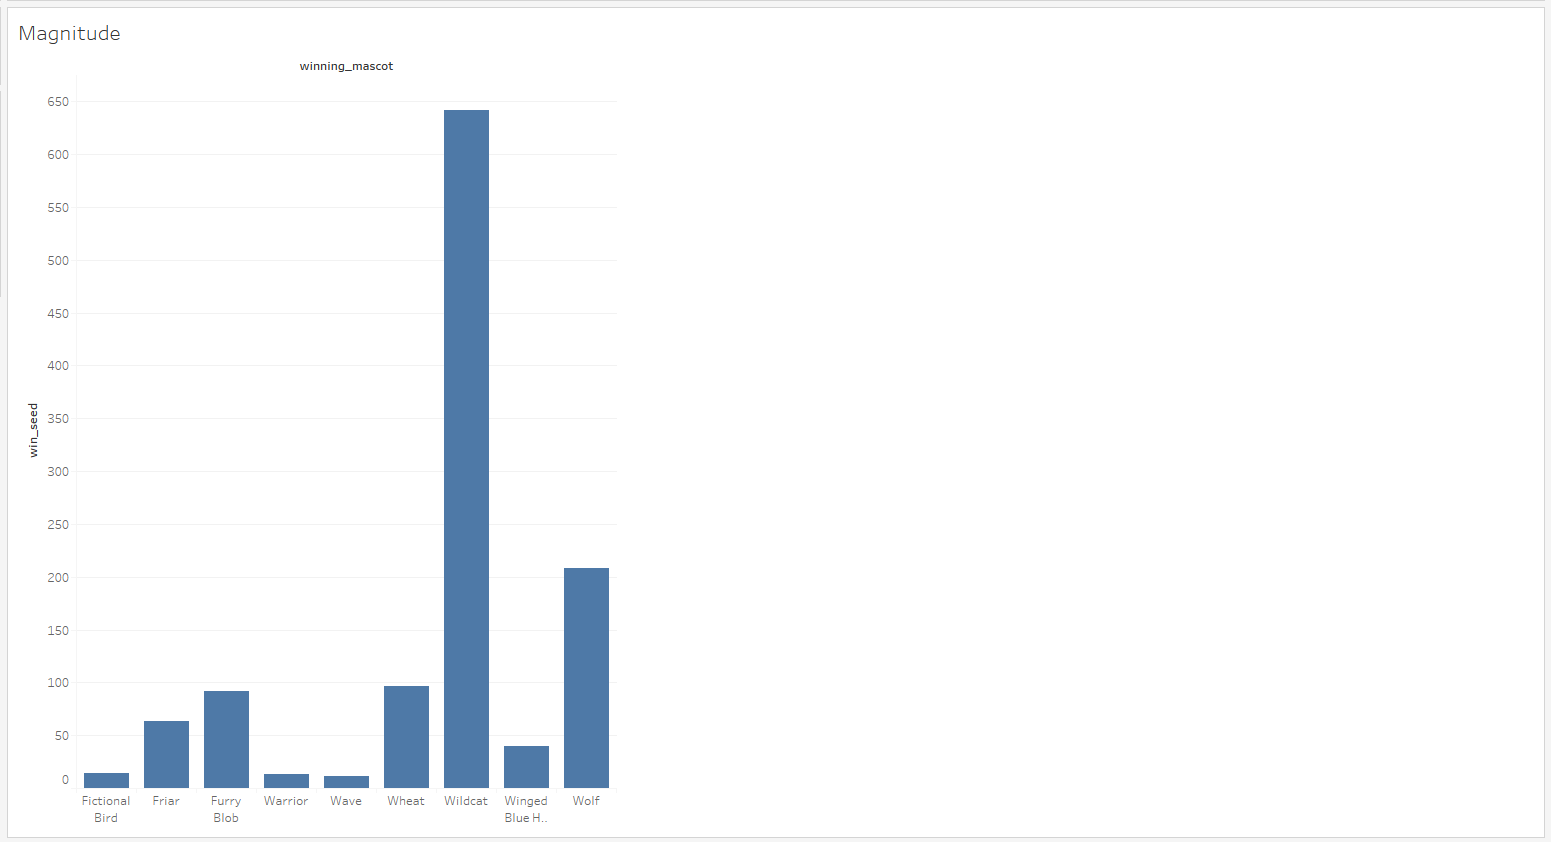 Magnitude
winning_mascot
650
600
550
500
450
400
350
300
250
200
150
100
50
0
win_seed
Fictional Bird
Friar
Furry Blob
Warrior
Wave
Wheat
Wildcat
Winged Blue H..
Wolf